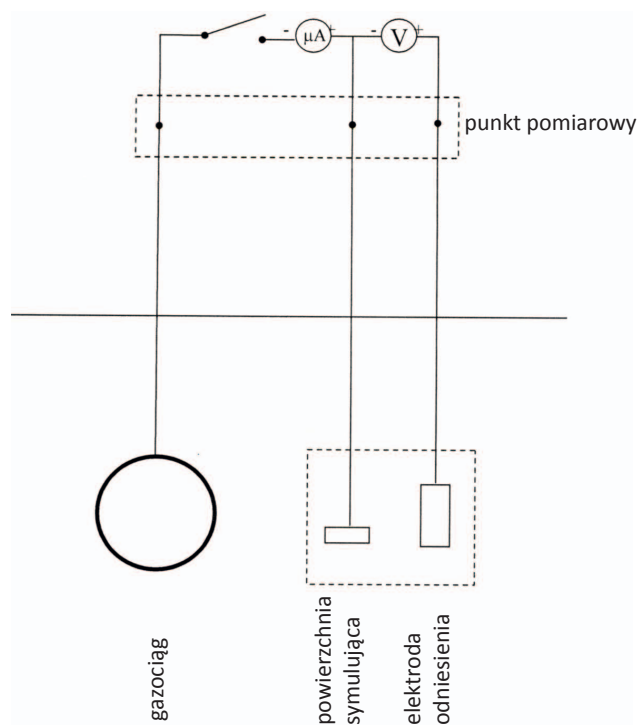 - μA + - V +
punkt pomiarowy
gazociąg
powierzchnia
symulująca
elektroda
odniesienia